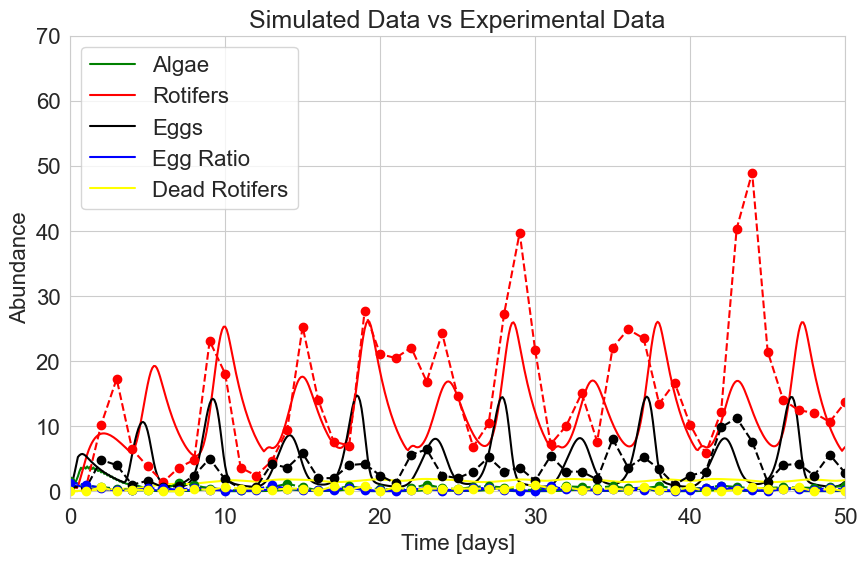 Simulated Data vs Experimental Data
Algae
Rotifers
Eggs
Egg Ratio
Dead Rotifers
70
60
50
40
30
20
10
0
Abundance
0 10 20 30 40 50
Time [days]